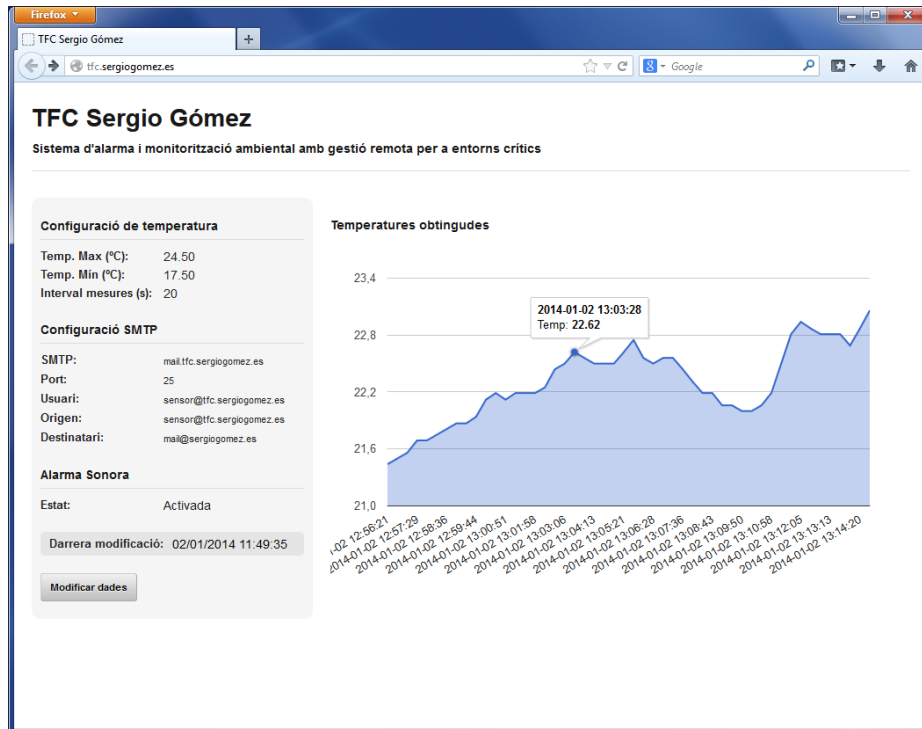 Firefox
TFC Sergio Gómez
tfc.sergiogomez.es
Google
TFC Sergio Gómez
Sistema d'alarma i monitorització ambiental amb gestió remota per a entorns crítics
Configuració de temperatura
Temp. Max (ºC): 24.50
Temp. Mín (ºC): 17.50
Interval mesures (s): 20
Configuració SMTP
SMTP: mail.tfc.sergiogomez.es
Port: 25
Usuari: sensor@tfc.sergiogomez.es
Origen: sensor@tfc.sergiogomez.es
Destinatari: mail@sergiogomez.es
Alarma Sonora
Estat: Activada
Darrera modificació: 02/01/2014 11:49:35
Modificar dades
Temperatures obtingudes
23,4
22,8
22,2
21,6
21,0
2014-01-02 13:03:28
Temp: 22.62
-02 12:56:21
2014-01-02 12:57:29
2014-01-02 12:58:36
2014-01-02 12:59:44
2014-01-02 13:00:51
2014-01-02 13:01:58
2014-01-02 13:03:06
2014-01-02 13:04:13
2014-01-02 13:05:21
2014-01-02 13:06:28
2014-01-02 13:07:36
2014-01-02 13:08:43
2014-01-02 13:09:50
2014-01-02 13:10:58
2014-01-02 13:12:05
2014-01-02 13:13:13
2014-01-02 13:14:20